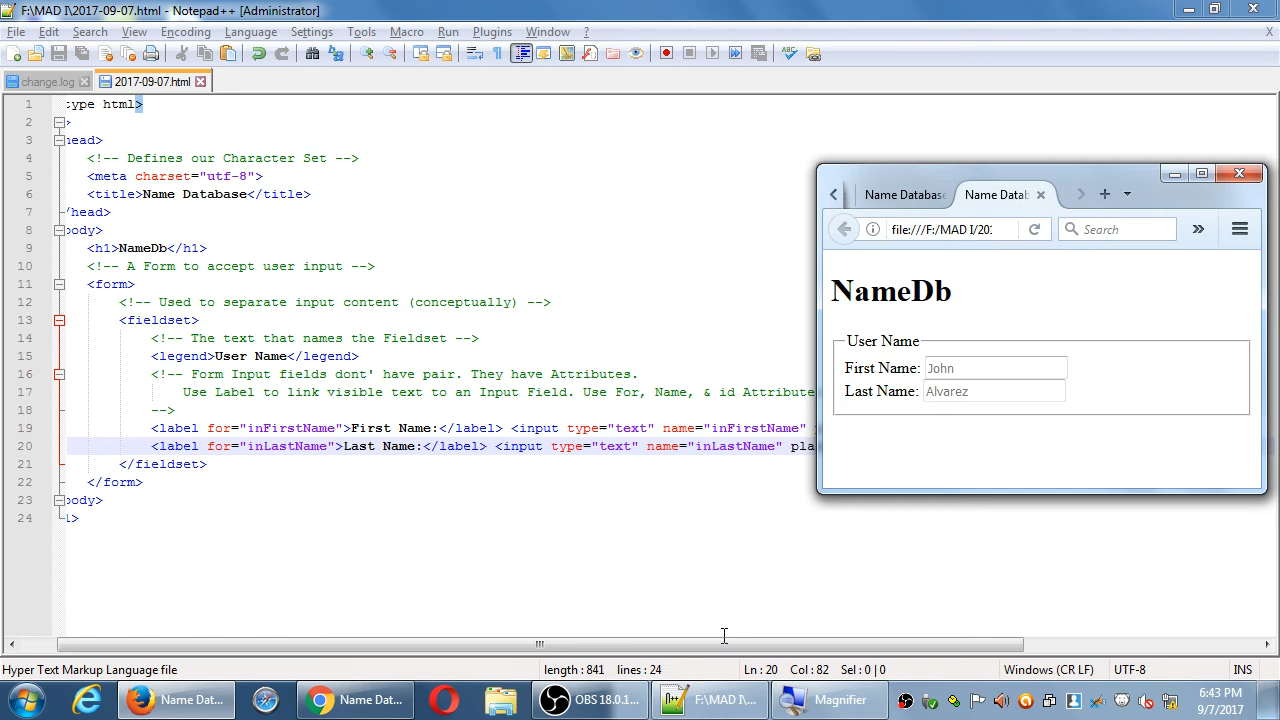 F:\MAD I\2017-09-07.html - Notepad++ [Administrator]
File Edit Search View Encoding Language Settings Tools Macro Run Plugins Window ? X
change.log 2017-09-07.html
1 type html>
2 >
3 head>
4 <!-- Defines our Character Set -->
5 <meta charset="utf-8">
6 <title>Name Database</title>
7 /head>
8 body>
9 <h1>NameDb</h1>
10 <!-- A Form to accept user input -->
11 <form>
12 <!-- Used to separate input content (conceptually) -->
13 <fieldset>
14 <!-- The text that names the Fieldset -->
15 <legend>User Name</legend>
16 <!-- Form Input fields dont' have pair. They have Attributes.
17 Use Label to link visible text to an Input Field. Use For, Name, & id Attribute
18 -->
19 <label for="inFirstName">First Name:</label> <input type="text" name="inFirstName"
20 <label for="inLastName">Last Name:</label> <input type="text" name="inLastName" pla
21 </fieldset>
22 </form>
23 body>
24 l>
Name Database Name Datab
file:///F:/MAD I/20: Search
NameDb
User Name
First Name: John
Last Name: Alvarez
Hyper Text Markup Language file length : 841 lines : 24 Ln : 20 Col : 82 Sel : 0 | 0 Windows (CR LF) UTF-8 INS
Name Dat... Name Dat... OBS 18.0.1... F:\MAD I\... Magnifier
6:43 PM
9/7/2017